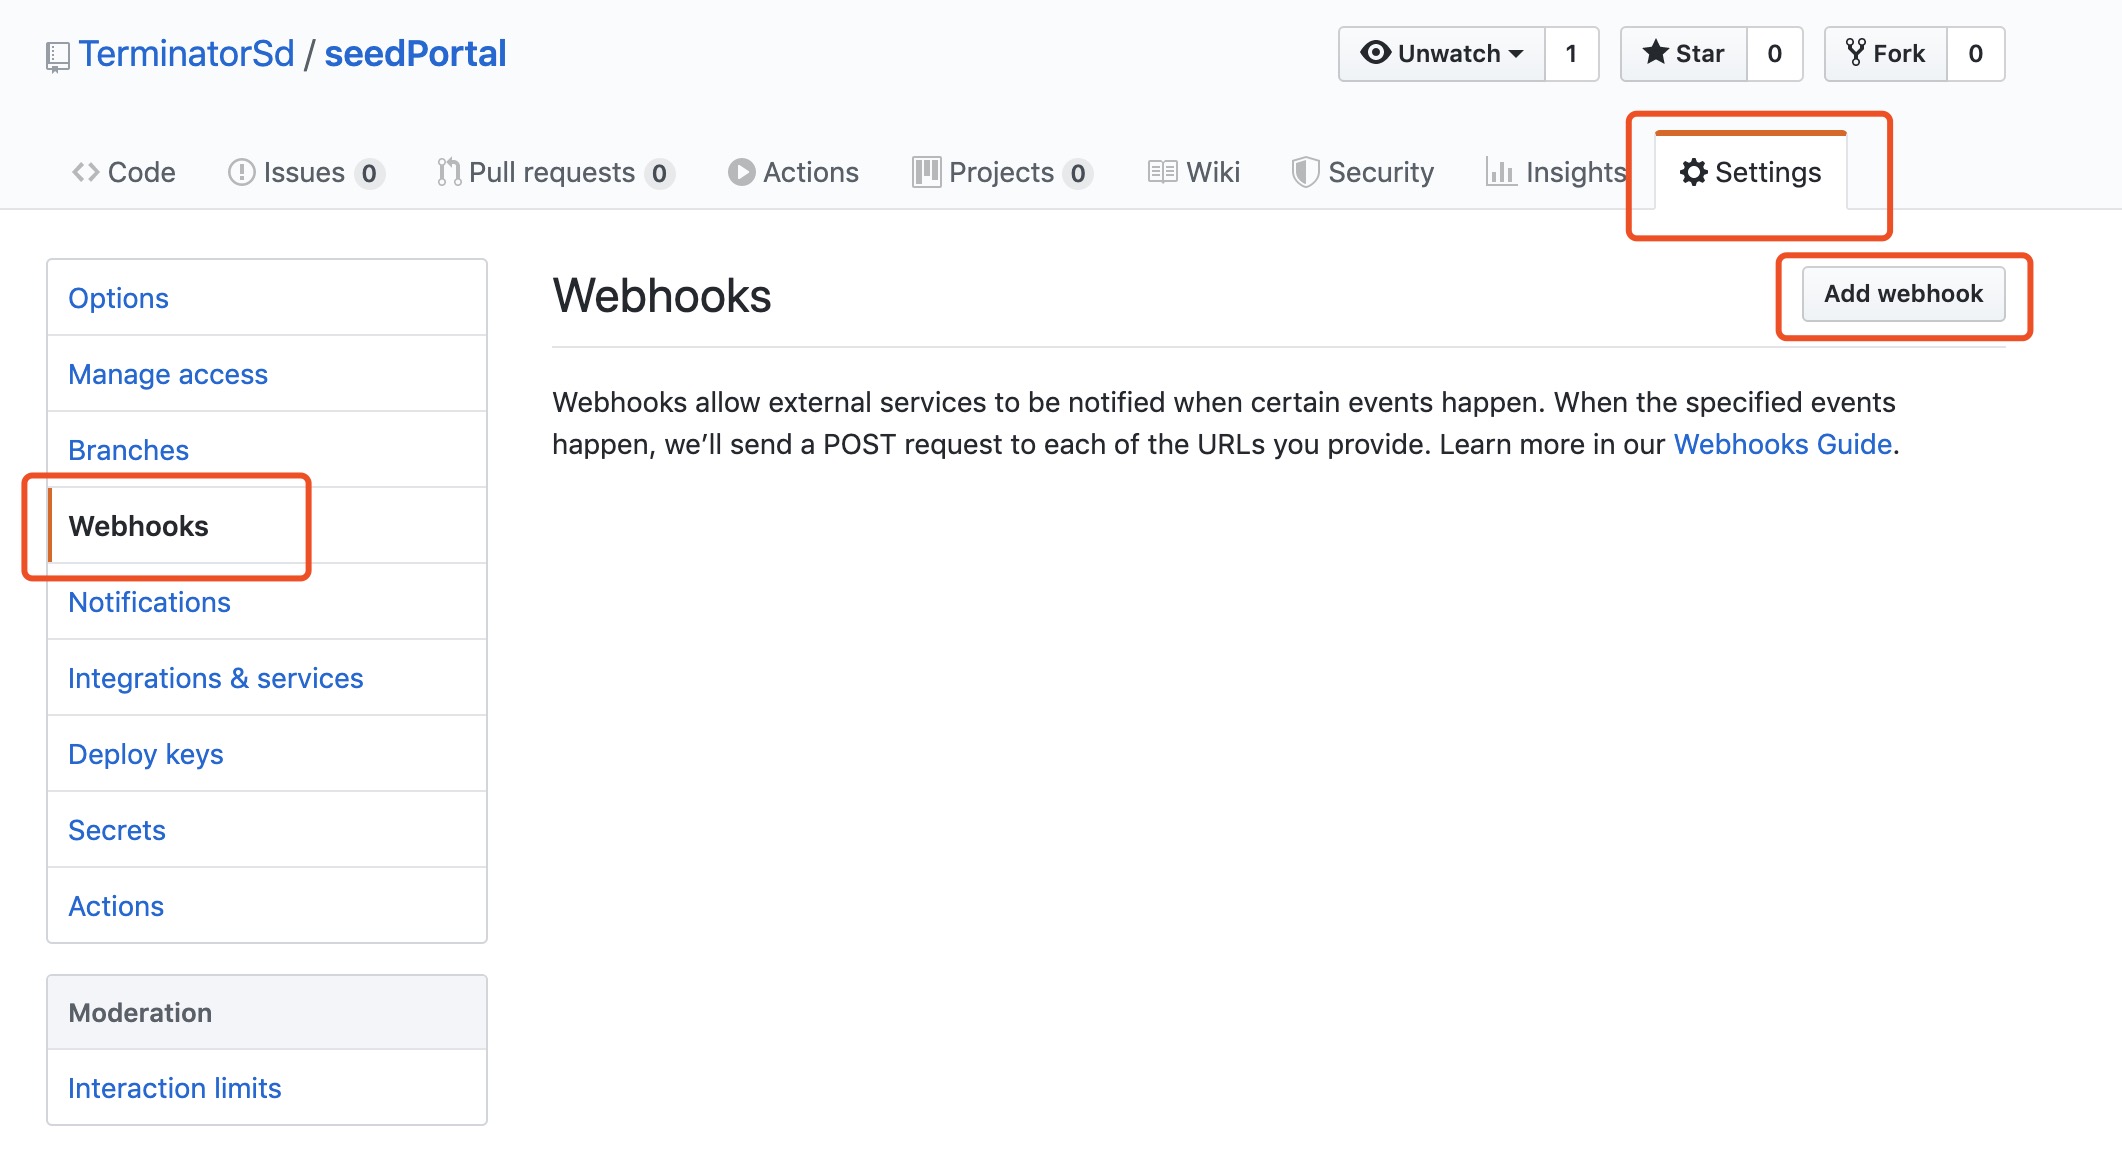 TerminatorSd / seedPortal
Unwatch 1 Star 0 Fork 0
Code Issues 0 Pull requests 0 Actions Projects 0 Wiki Security Insights Settings
Options
Manage access
Branches
Webhooks
Notifications
Integrations & services
Deploy keys
Secrets
Actions
Moderation
Interaction limits
Webhooks
Add webhook
Webhooks allow external services to be notified when certain events happen. When the specified events
happen, we’ll send a POST request to each of the URLs you provide. Learn more in our Webhooks Guide.